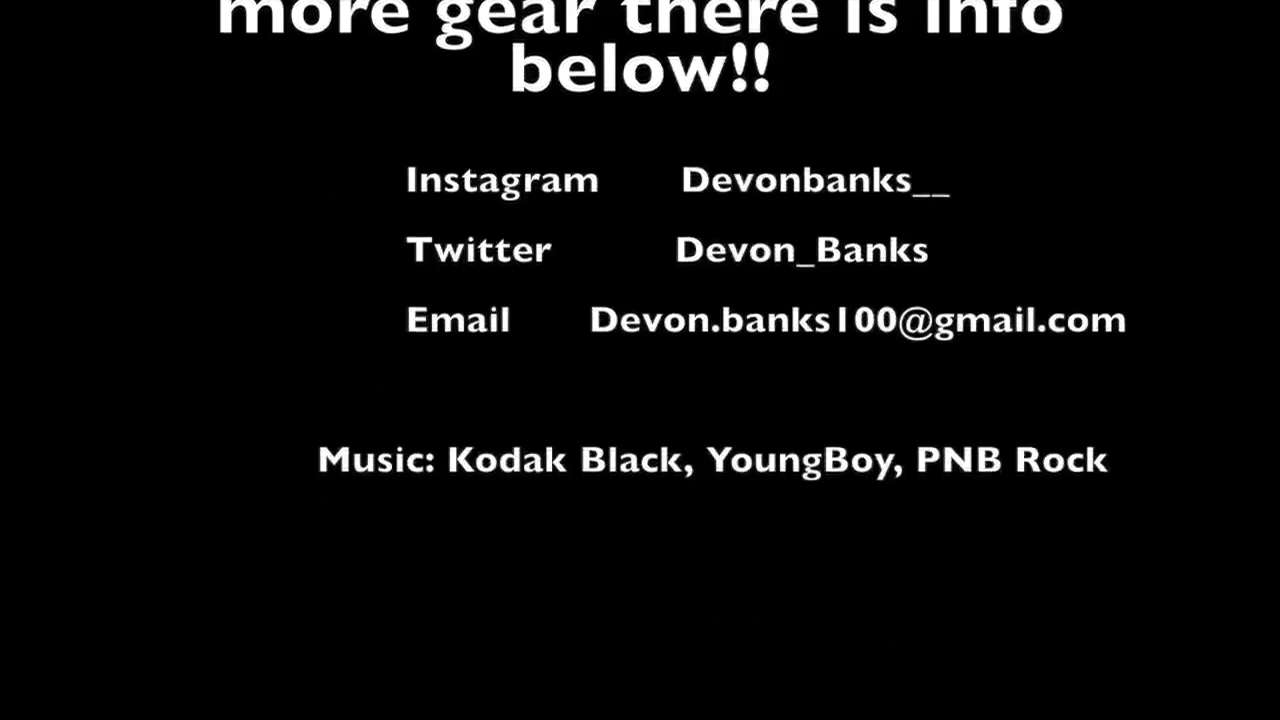 more gear there is info
below!!
Instagram Devonbanks__
Twitter Devon_Banks
Email Devon.banks100@gmail.com
Music: Kodak Black, YoungBoy, PNB Rock